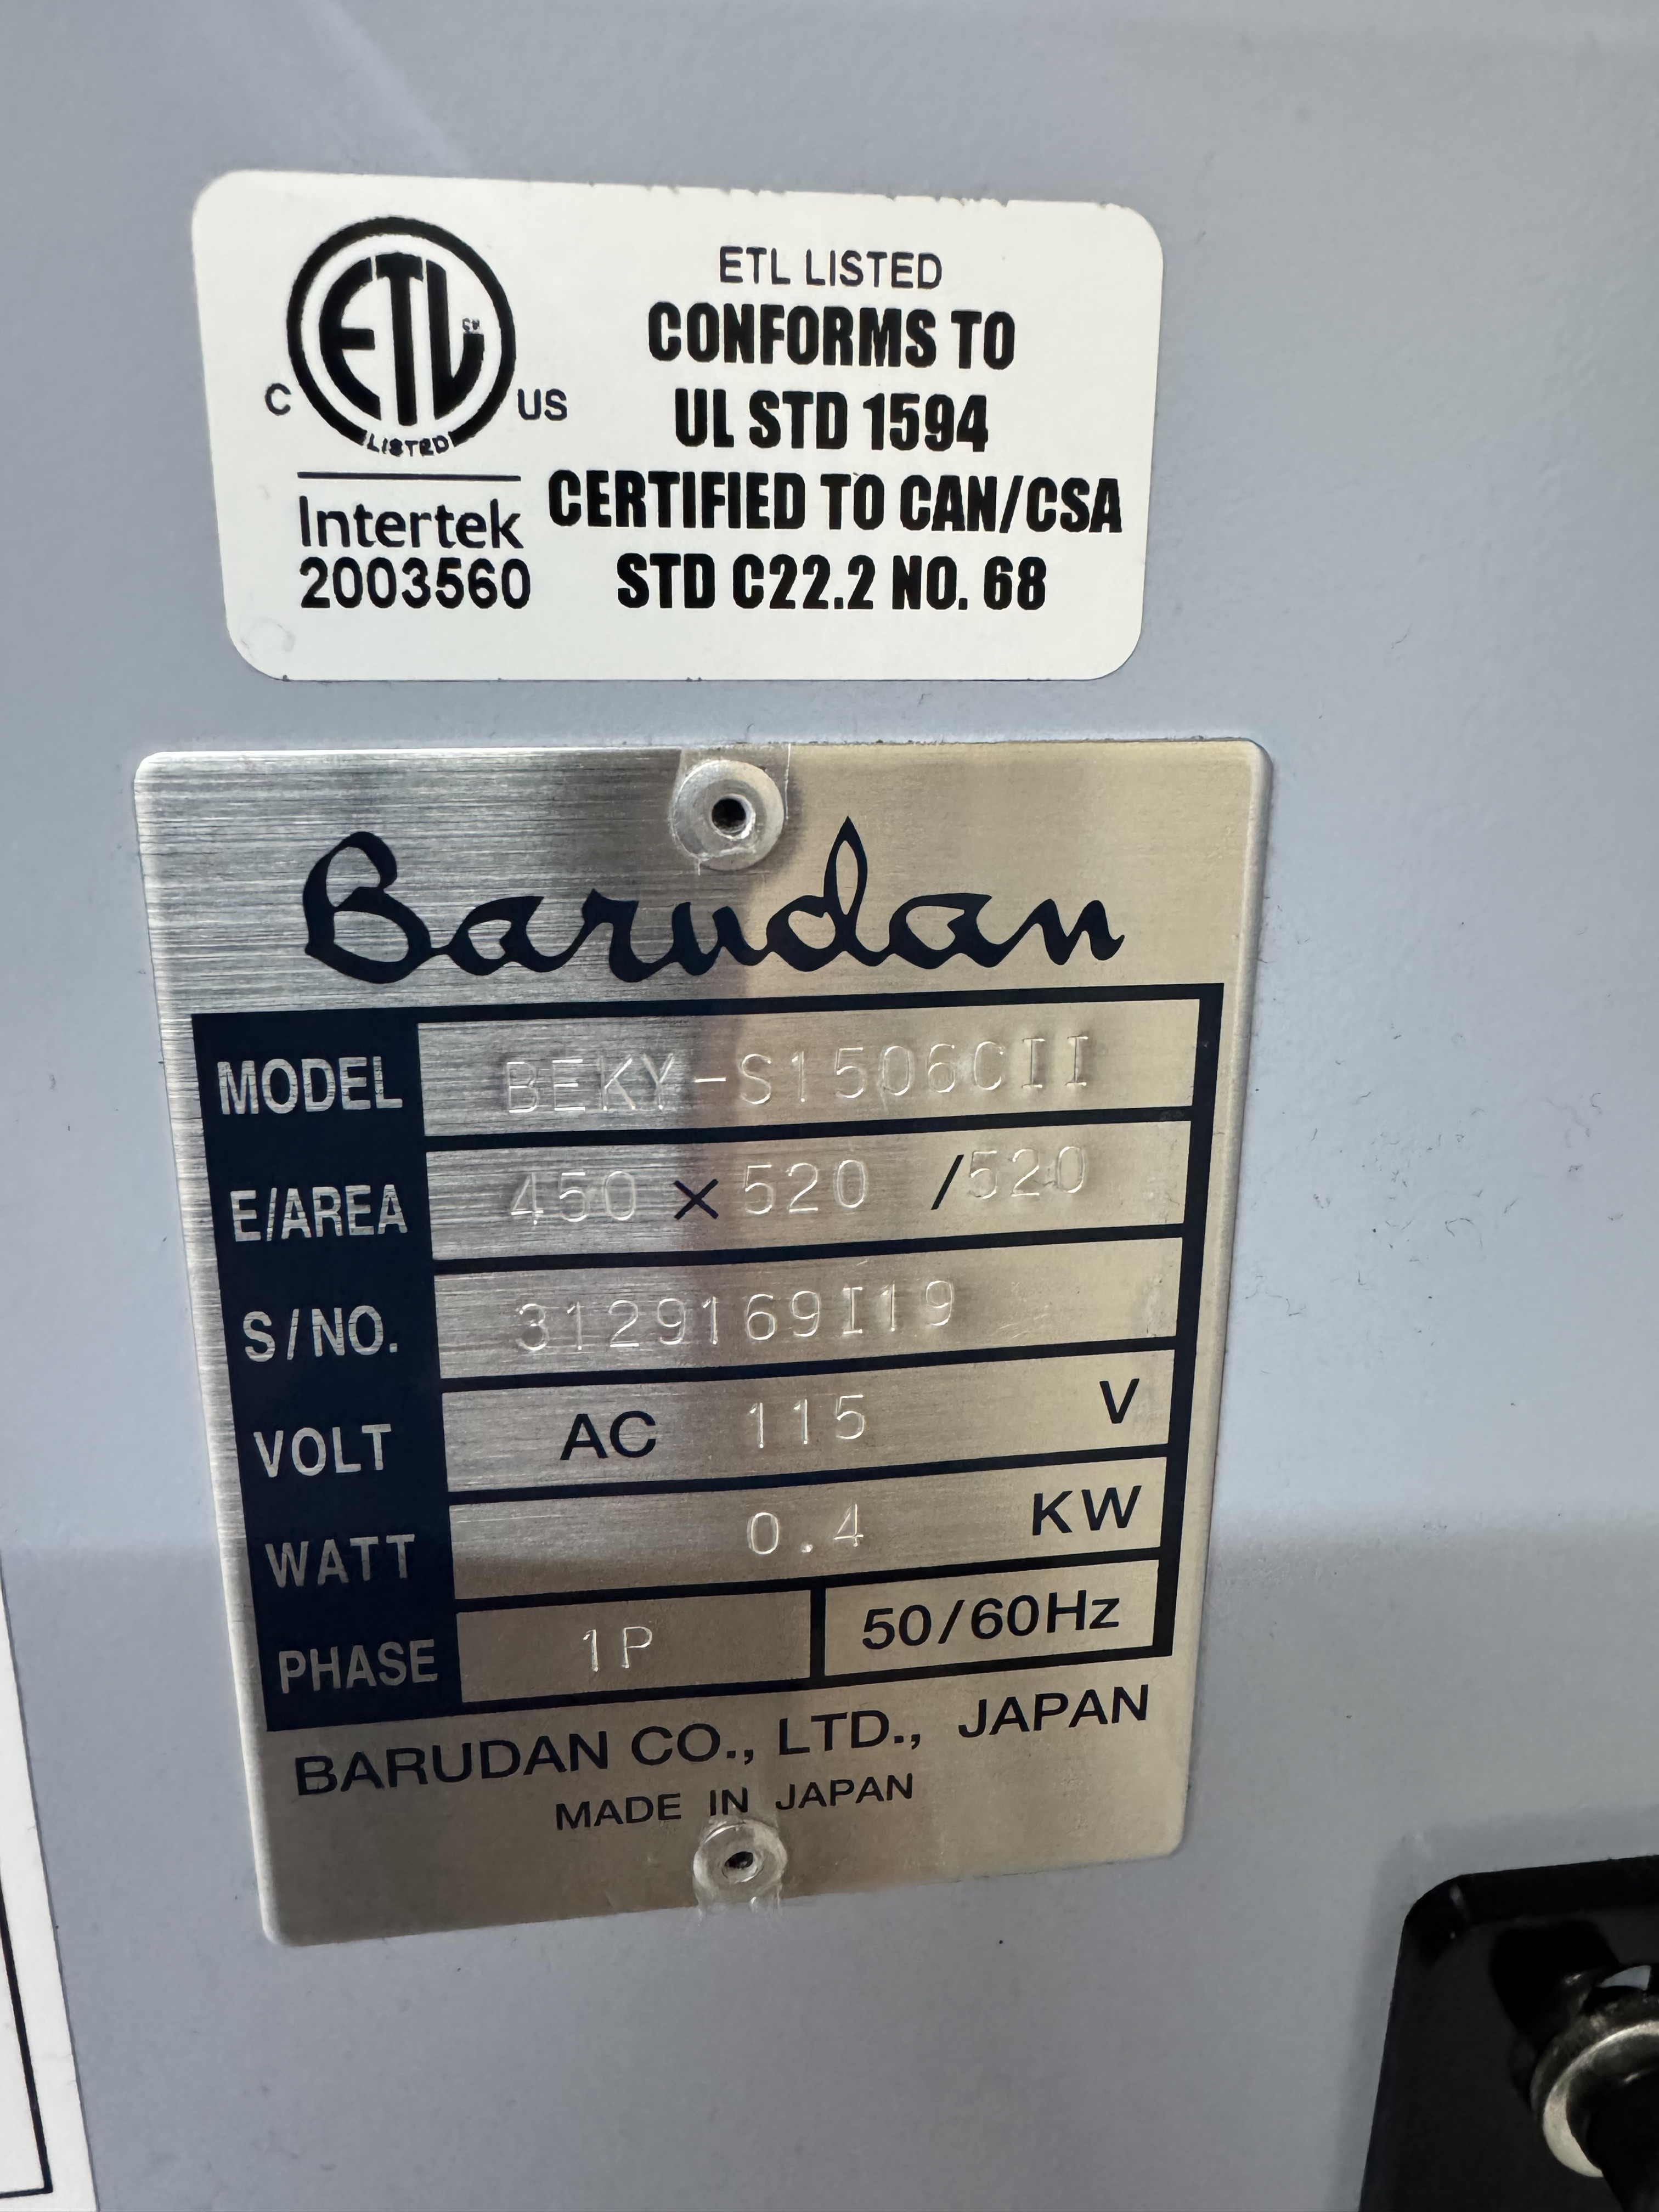 ETL LISTED
CONFORMS TO
UL STD 1594
CERTIFIED TO CAN/CSA
STD C22.2 NO. 68
ETL
CM
LISTED
C US
Intertek
2003560
Barudan
MODEL BEKY-S1506CII
E/AREA 450 × 520 /520
S/NO. 3129169I19
VOLT AC 115 V
WATT 0.4 KW
PHASE 1P 50/60Hz
BARUDAN CO., LTD., JAPAN
MADE IN JAPAN